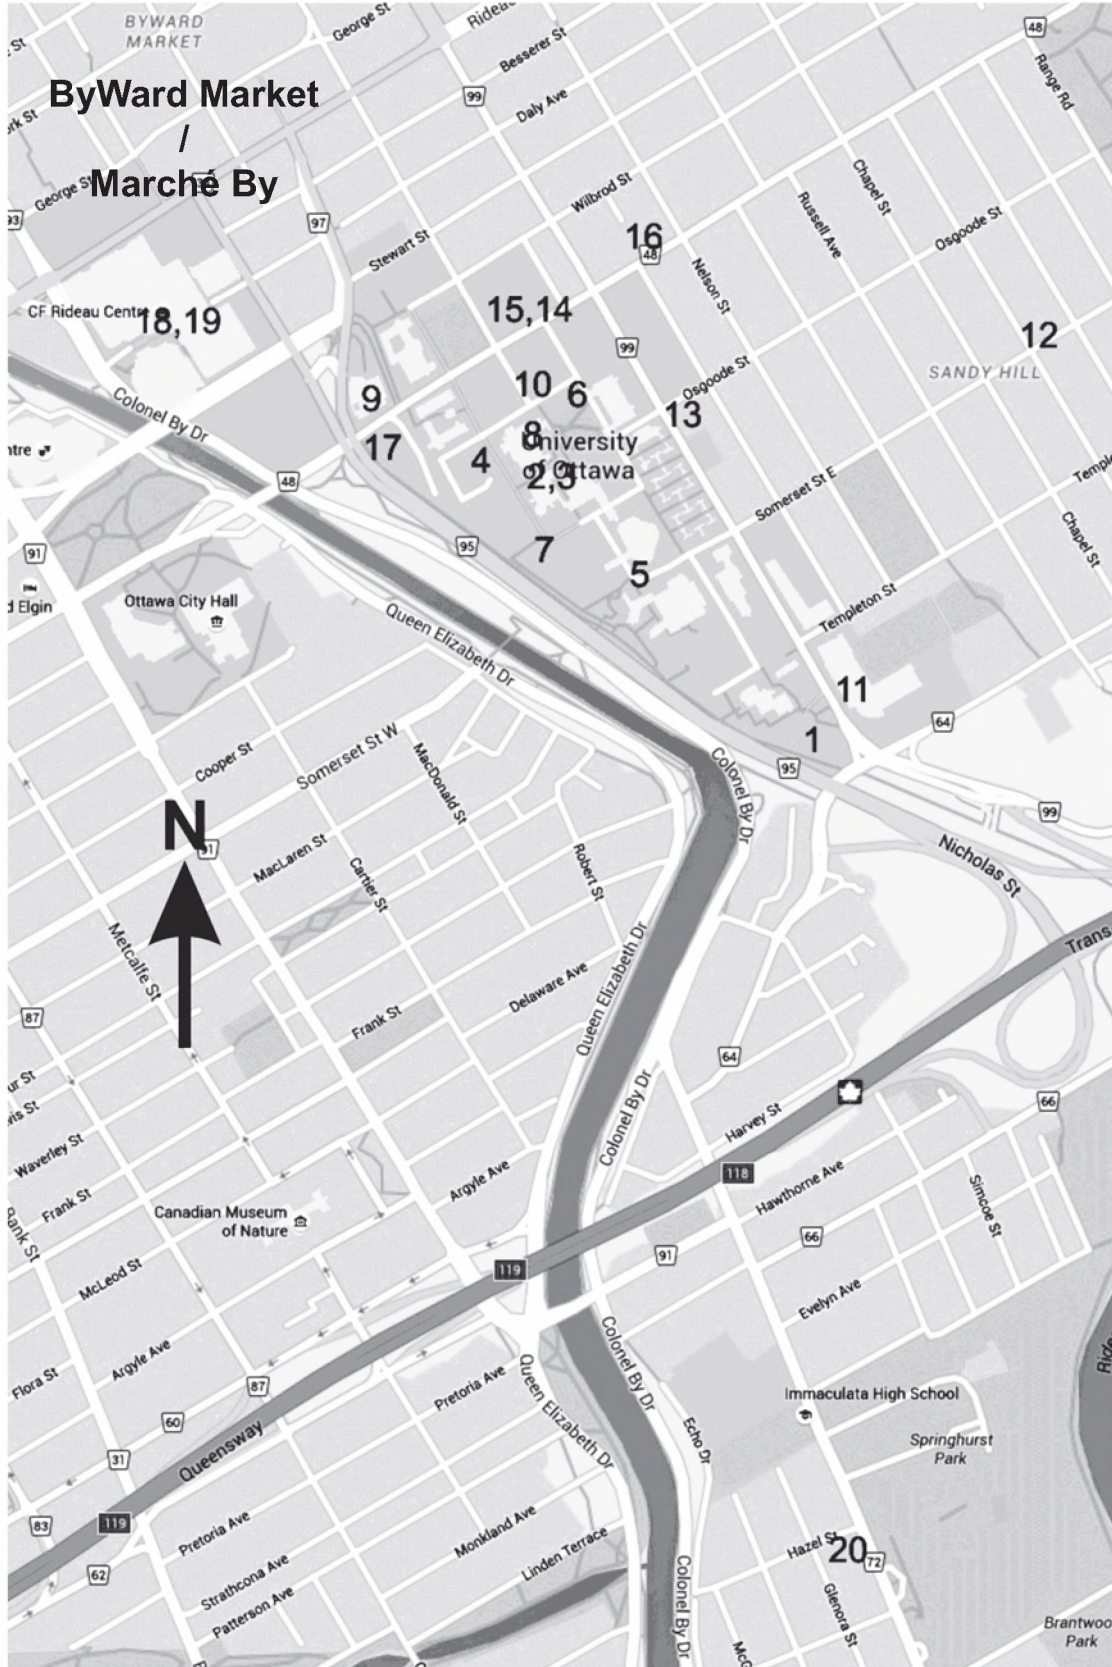 BYWARD
MARKET
George St
Besserer St
48
Range Rd
99
Daly Ave
ByWard Market
/
Marché By
George St
97
Wilbrod St
Chapel St
Russell Ave
Osgoode St
Stewart St
16
48
Nelson St
CF Rideau Centre
18,19
15,14
99
12
SANDY HILL
Osgoode St
9
10
6
13
Colonel By Dr
17
8
University
of Ottawa
4
2,3
48
Somerset St E
Chapel St
91
95
7
5
Ottawa City Hall
Queen Elizabeth Dr
Templeton St
11
64
1
95
Cooper St
Somerset St W
MacDonald St
Colonel By Dr
99
N
91
MacLaren St
Cartier St
Robert St
Nicholas St
Metcalfe St
Queen Elizabeth Dr
Delaware Ave
87
Frank St
64
66
Colonel By Dr
Harvey St
118
Waverley St
Argyle Ave
Hawthorne Ave
Simcoe St
Frank St
Canadian Museum
of Nature
66
91
119
McLeod St
Evelyn Ave
Colonel By Dr
Argyle Ave
Flora St
87
Pretoria Ave
Queen Elizabeth Dr
Immaculata High School
60
Queensway
Echo Dr
Springhurst
Park
31
83
119
Pretoria Ave
Monkland Ave
Hazel St
20
72
62
Strathcona Ave
Linden Terrace
Patterson Ave
Colonel By Dr
Glenora St
Park